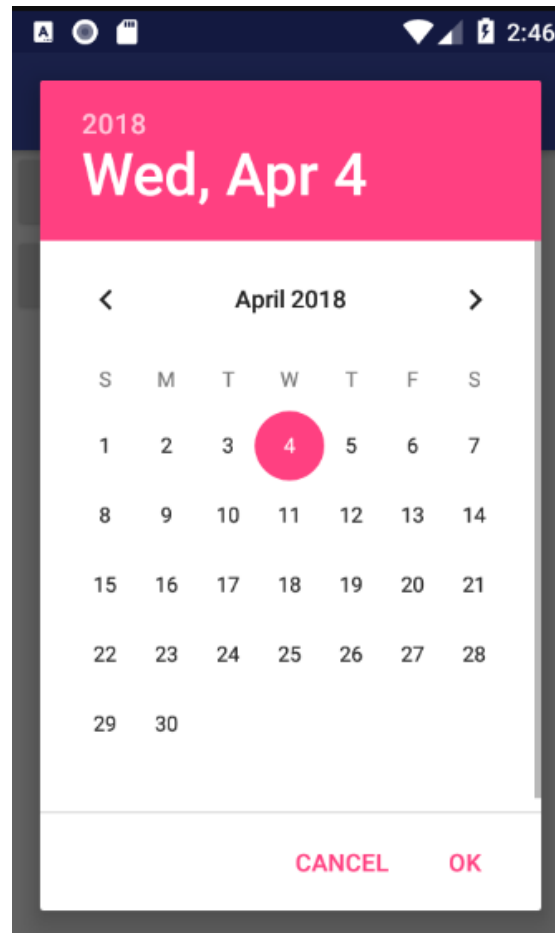 2:46
2018
Wed, Apr 4
April 2018
S M T W T F S
1 2 3 4 5 6 7
8 9 10 11 12 13 14
15 16 17 18 19 20 21
22 23 24 25 26 27 28
29 30
CANCEL OK